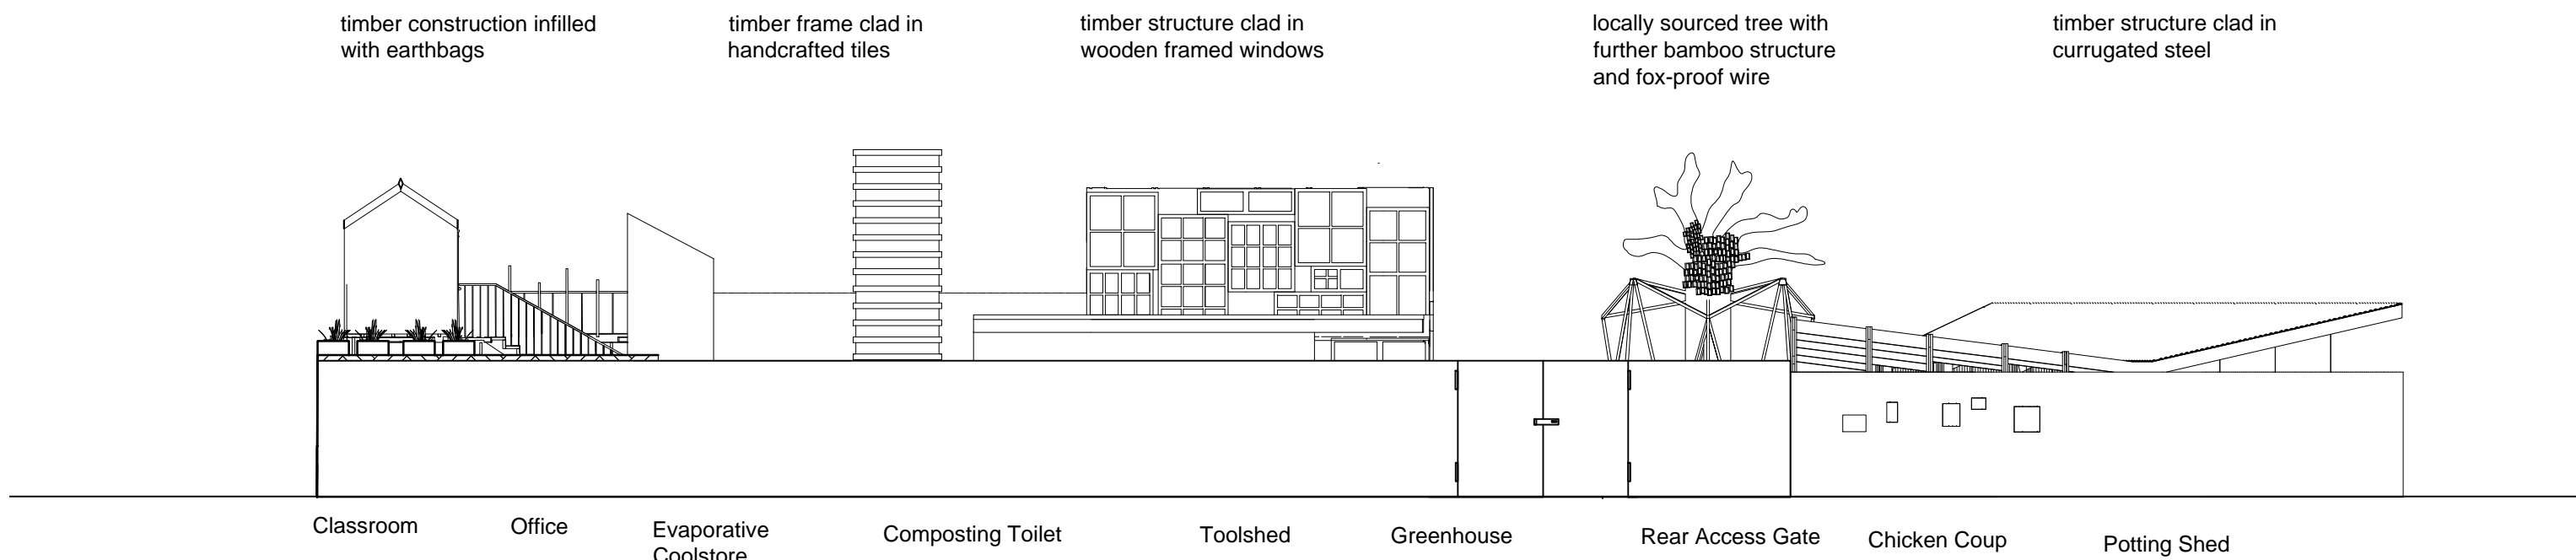 timber construction infilled
with earthbags
timber frame clad in
handcrafted tiles
timber structure clad in
wooden framed windows
locally sourced tree with
further bamboo structure
and fox-proof wire
timber structure clad in
currugated steel
Classroom
Office
Evaporative
Coolstore
Composting Toilet
Toolshed
Greenhouse
Rear Access Gate
Chicken Coup
Potting Shed